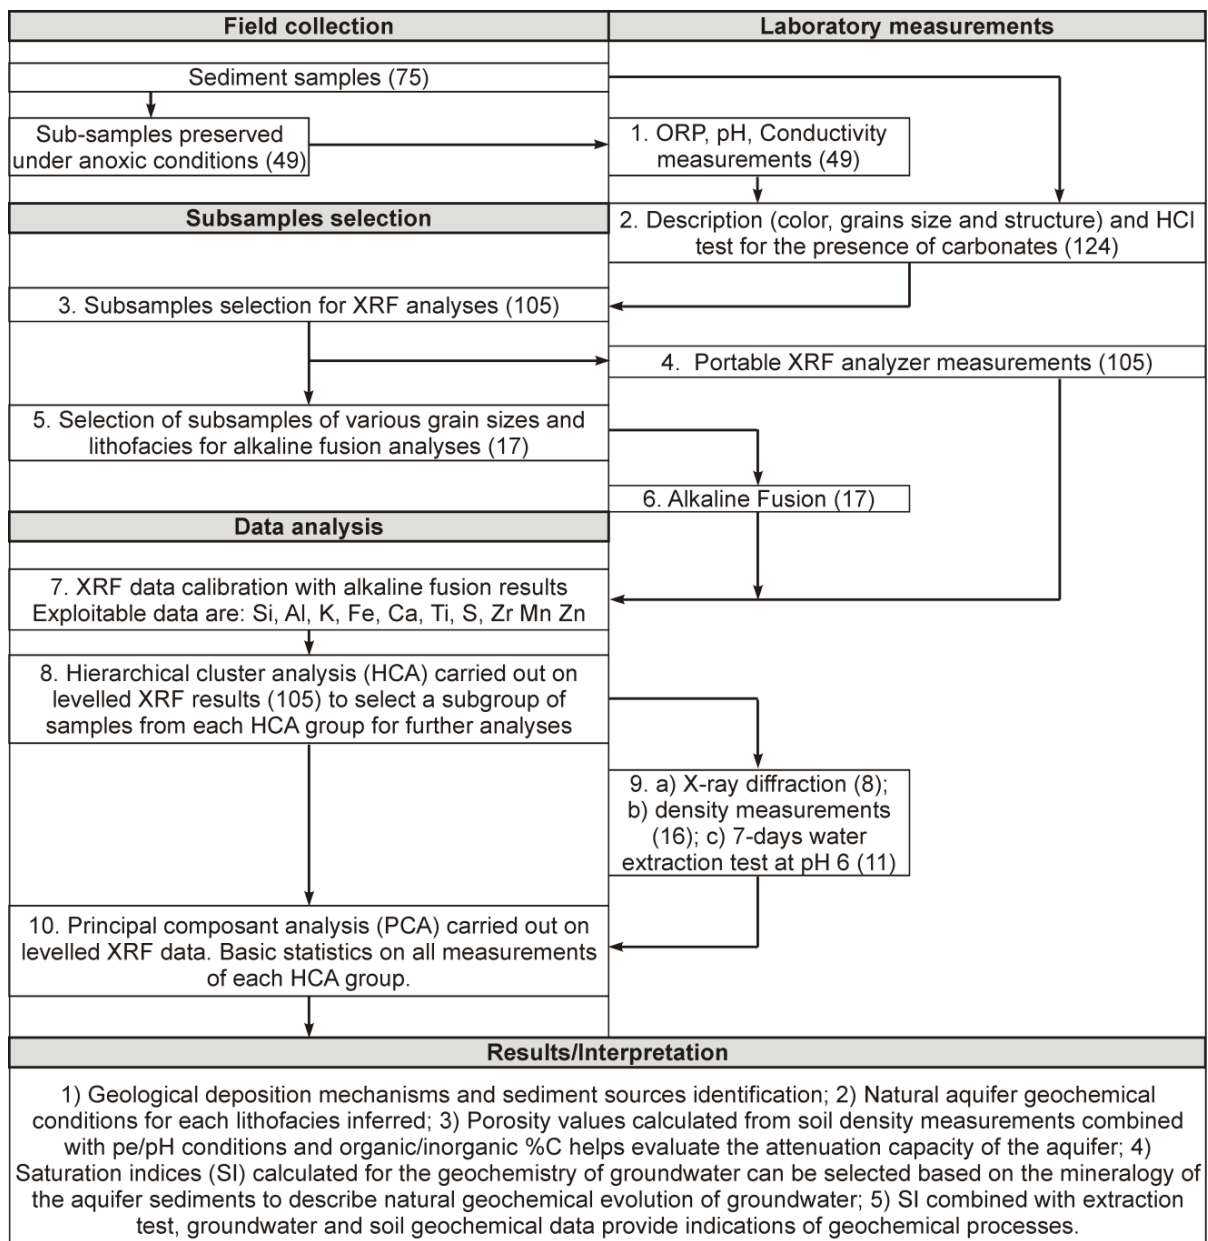 Field collection
Laboratory measurements
Sediment samples (75)
Sub-samples preserved
under anoxic conditions (49)
1. ORP, pH, Conductivity
measurements (49)
Subsamples selection
2. Description (color, grains size and structure) and HCl
test for the presence of carbonates (124)
3. Subsamples selection for XRF analyses (105)
4. Portable XRF analyzer measurements (105)
5. Selection of subsamples of various grain sizes and
lithofacies for alkaline fusion analyses (17)
6. Alkaline Fusion (17)
Data analysis
7. XRF data calibration with alkaline fusion results
Exploitable data are: Si, Al, K, Fe, Ca, Ti, S, Zr Mn Zn
8. Hierarchical cluster analysis (HCA) carried out on
levelled XRF results (105) to select a subgroup of
samples from each HCA group for further analyses
9. a) X-ray diffraction (8);
b) density measurements
(16); c) 7-days water
extraction test at pH 6 (11)
10. Principal composant analysis (PCA) carried out on
levelled XRF data. Basic statistics on all measurements
of each HCA group.
Results/Interpretation
1) Geological deposition mechanisms and sediment sources identification; 2) Natural aquifer geochemical
conditions for each lithofacies inferred; 3) Porosity values calculated from soil density measurements combined
with pe/pH conditions and organic/inorganic %C helps evaluate the attenuation capacity of the aquifer; 4)
Saturation indices (SI) calculated for the geochemistry of groundwater can be selected based on the mineralogy of
the aquifer sediments to describe natural geochemical evolution of groundwater; 5) SI combined with extraction
test, groundwater and soil geochemical data provide indications of geochemical processes.